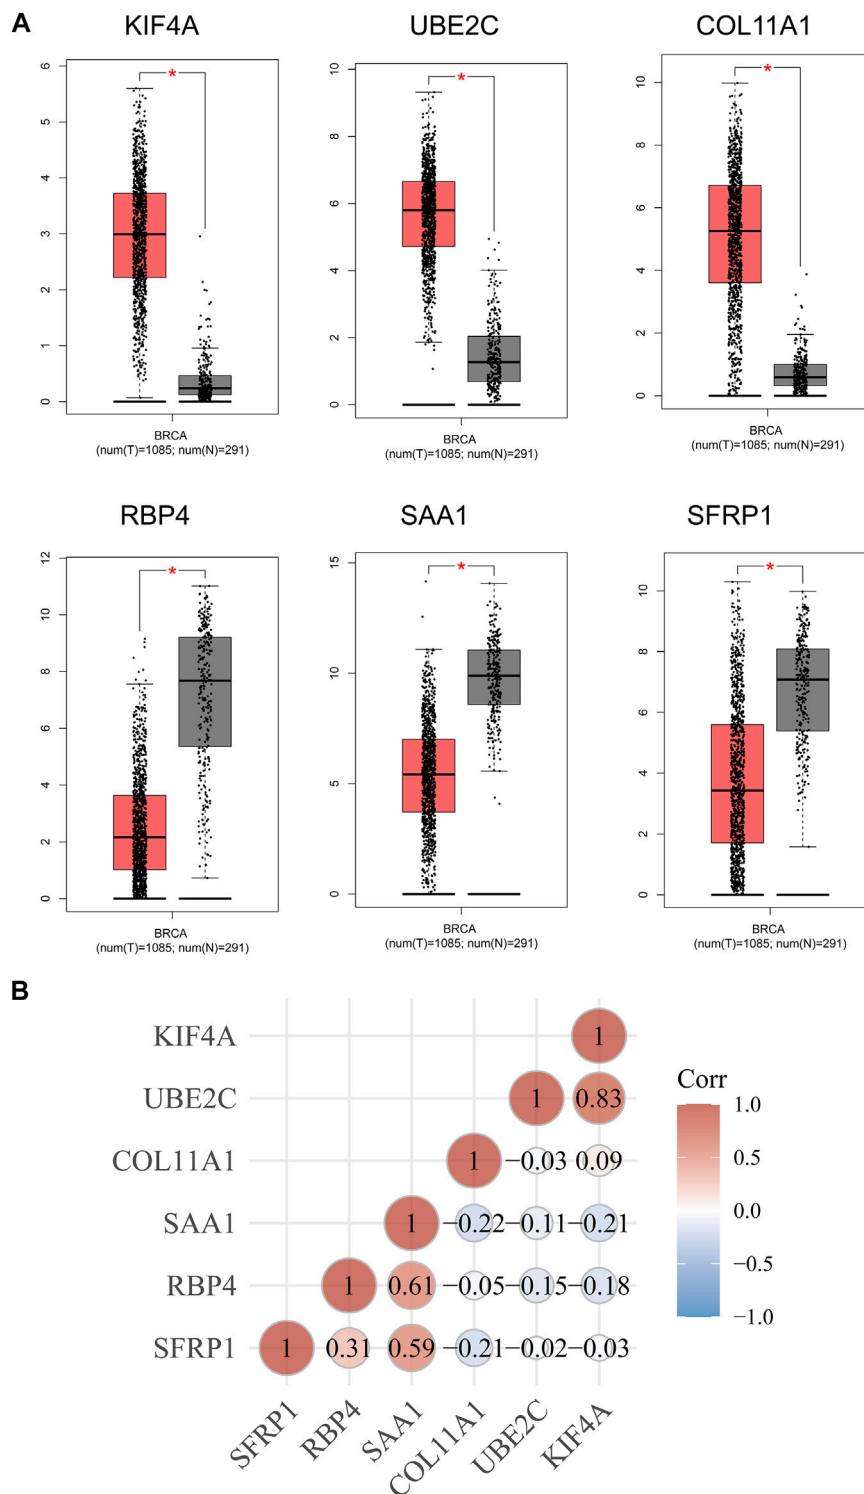 A
KIF4A UBE2C COL11A1
6
5
4
3
2
1
0
*
BRCA
(num(T)=1085; num(N)=291)
10
8
6
4
2
0
*
BRCA
(num(T)=1085; num(N)=291)
10
8
6
4
2
0
*
BRCA
(num(T)=1085; num(N)=291)
RBP4 SAA1 SFRP1
12
10
8
6
4
2
0
*
BRCA
(num(T)=1085; num(N)=291)
15
10
5
0
*
BRCA
(num(T)=1085; num(N)=291)
10
8
6
4
2
0
*
BRCA
(num(T)=1085; num(N)=291)
B
KIF4A 1
UBE2C 1 0.83
COL11A1 1 −0.03 0.09
SAA1 1 −0.22 −0.11 −0.21
RBP4 1 0.61 −0.05 −0.15 −0.18
SFRP1 1 0.31 0.59 −0.21 −0.02 −0.03
SFRP1 RBP4 SAA1 COL11A1 UBE2C KIF4A
Corr
1.0
0.5
0.0
−0.5
−1.0